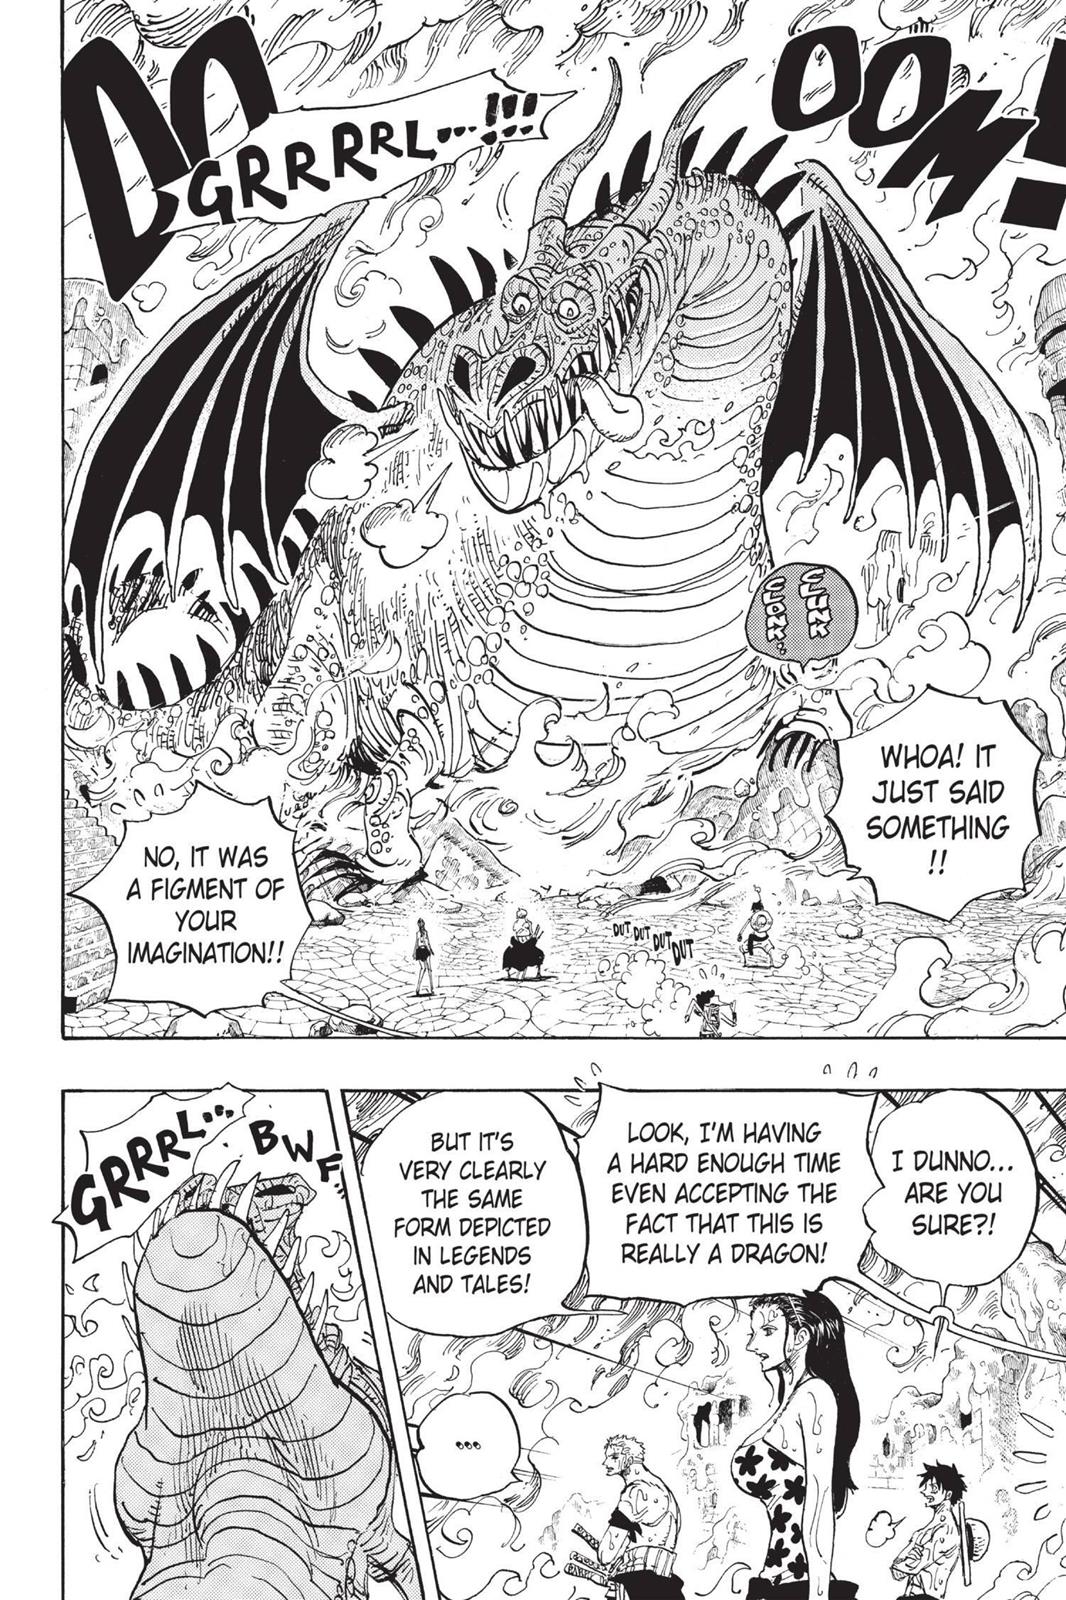 DOOOOM!
GRRRRL...!!!
CLUNK
CLONK..
WHOA! IT
JUST SAID
SOMETHING
!!
NO, IT WAS
A FIGMENT OF
YOUR
IMAGINATION!!
DUT DUT DUT
DUT
I DUNNO...
ARE YOU
SURE?!
LOOK, I'M HAVING
A HARD ENOUGH TIME
EVEN ACCEPTING THE
FACT THAT THIS IS
REALLY A DRAGON!
BUT IT'S
VERY CLEARLY
THE SAME
FORM DEPICTED
IN LEGENDS
AND TALES!
...
GRRRL...
BWF...